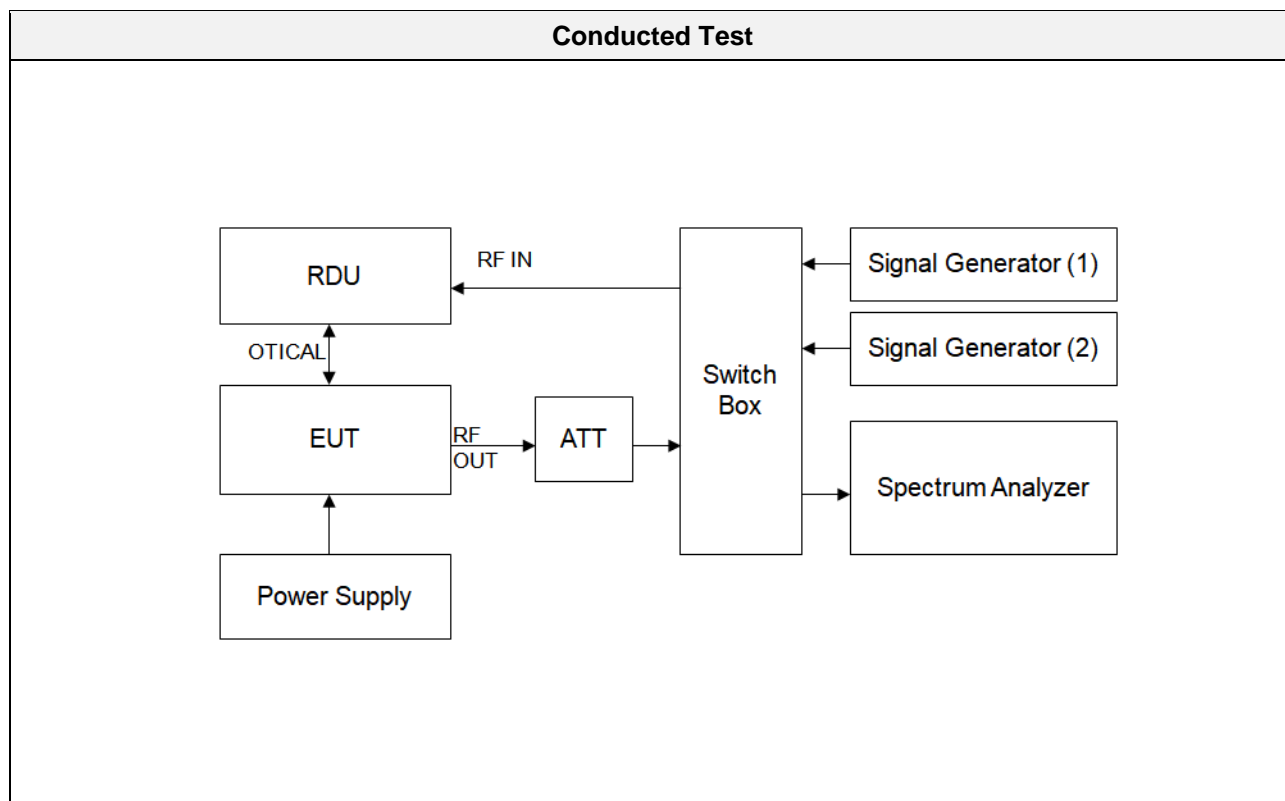 Conducted Test
RDU
RF IN
Signal Generator (1)
OTICAL
Signal Generator (2)
Switch
Box
EUT
RF
OUT
ATT
Spectrum Analyzer
Power Supply